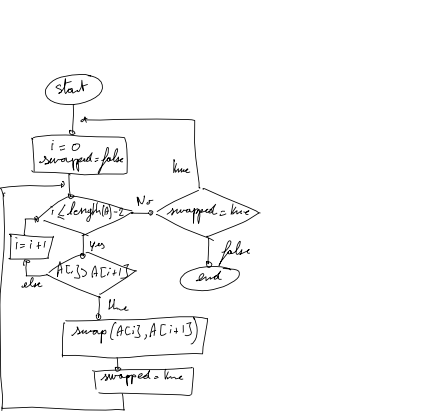 start
i = 0
swapped = false
true
i ≤ length(A)-2
No
swapped = true
i = i+1
yes
false
A[i]>A[i+1]
end
else
true
swap(A[i], A[i+1])
swapped = true